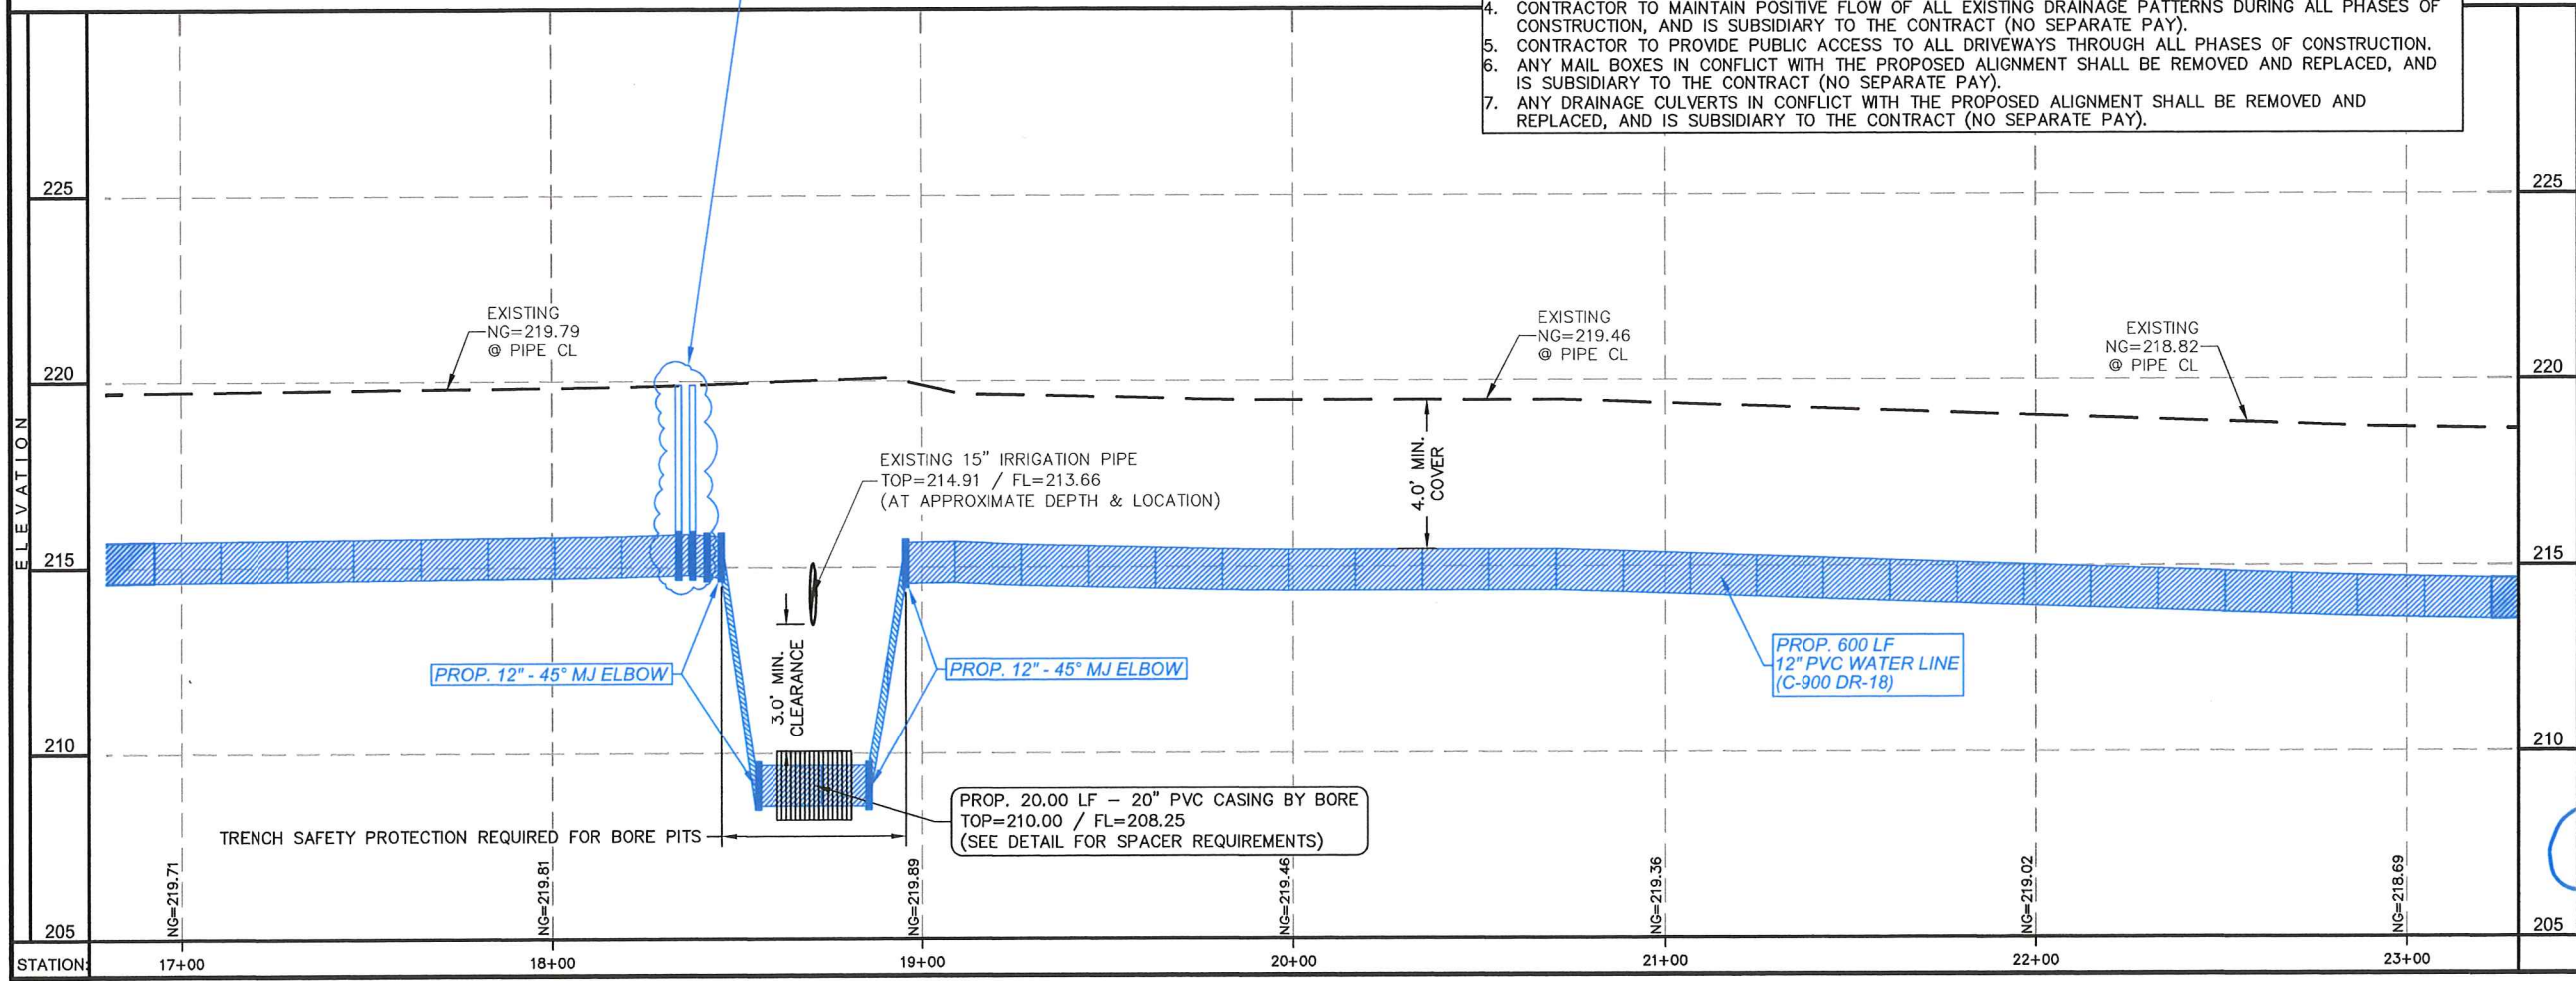 4. CONTRACTOR TO MAINTAIN POSITIVE FLOW OF ALL EXISTING DRAINAGE PATTERNS DURING ALL PHASES OF
CONSTRUCTION, AND IS SUBSIDIARY TO THE CONTRACT (NO SEPARATE PAY).
5. CONTRACTOR TO PROVIDE PUBLIC ACCESS TO ALL DRIVEWAYS THROUGH ALL PHASES OF CONSTRUCTION.
6. ANY MAIL BOXES IN CONFLICT WITH THE PROPOSED ALIGNMENT SHALL BE REMOVED AND REPLACED, AND
IS SUBSIDIARY TO THE CONTRACT (NO SEPARATE PAY).
7. ANY DRAINAGE CULVERTS IN CONFLICT WITH THE PROPOSED ALIGNMENT SHALL BE REMOVED AND
REPLACED, AND IS SUBSIDIARY TO THE CONTRACT (NO SEPARATE PAY).
225
225
EXISTING
NG=219.79
@ PIPE CL
EXISTING
NG=219.46
@ PIPE CL
EXISTING
NG=218.82
@ PIPE CL
220
220
ELEVATION
EXISTING 15" IRRIGATION PIPE
TOP=214.91 / FL=213.66
(AT APPROXIMATE DEPTH & LOCATION)
4.0' MIN.
COVER
215
215
PROP. 12" - 45° MJ ELBOW
3.0' MIN.
CLEARANCE
PROP. 12" - 45° MJ ELBOW
PROP. 600 LF
12" PVC WATER LINE
(C-900 DR-18)
210
210
PROP. 20.00 LF - 20" PVC CASING BY BORE
TOP=210.00 / FL=208.25
(SEE DETAIL FOR SPACER REQUIREMENTS)
TRENCH SAFETY PROTECTION REQUIRED FOR BORE PITS
NG=219.71
NG=219.81
NG=219.89
NG=219.46
NG=219.36
NG=219.02
NG=218.69
205
205
STATION:
17+00
18+00
19+00
20+00
21+00
22+00
23+00